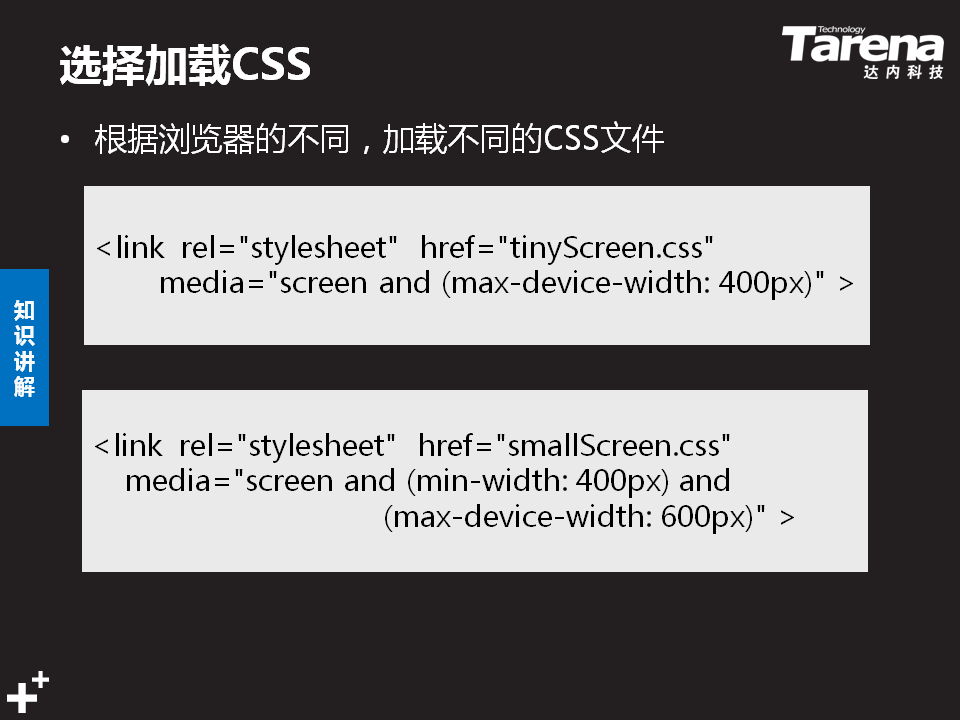 选择加载CSS
Technology
Tarena
达内科技
• 根据浏览器的不同，加载不同的CSS文件
<link rel="stylesheet" href="tinyScreen.css"
media="screen and (max-device-width: 400px)" >
知识讲解
<link rel="stylesheet" href="smallScreen.css"
media="screen and (min-width: 400px) and
(max-device-width: 600px)" >